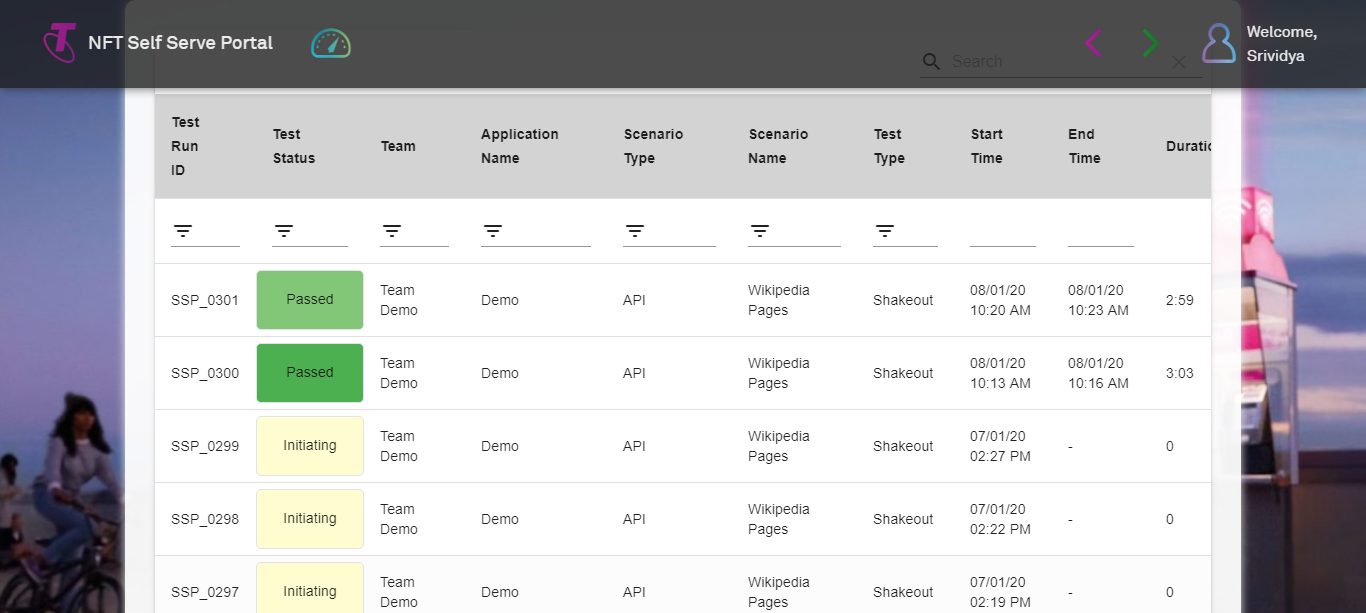 NFT Self Serve Portal
Welcome,
Srividya
Search
Test
Run
ID
Test
Status
Team
Application
Name
Scenario
Type
Scenario
Name
Test
Type
Start
Time
End
Time
Duratio
SSP_0301
Passed
Team
Demo
Demo
API
Wikipedia
Pages
Shakeout
08/01/20
10:20 AM
08/01/20
10:23 AM
2:59
SSP_0300
Passed
Team
Demo
Demo
API
Wikipedia
Pages
Shakeout
08/01/20
10:13 AM
08/01/20
10:16 AM
3:03
SSP_0299
Initiating
Team
Demo
Demo
API
Wikipedia
Pages
Shakeout
07/01/20
02:27 PM
-
0
SSP_0298
Initiating
Team
Demo
Demo
API
Wikipedia
Pages
Shakeout
07/01/20
02:22 PM
-
0
SSP_0297
Initiating
Team
Demo
Demo
API
Wikipedia
Pages
Shakeout
07/01/20
02:19 PM
-
0